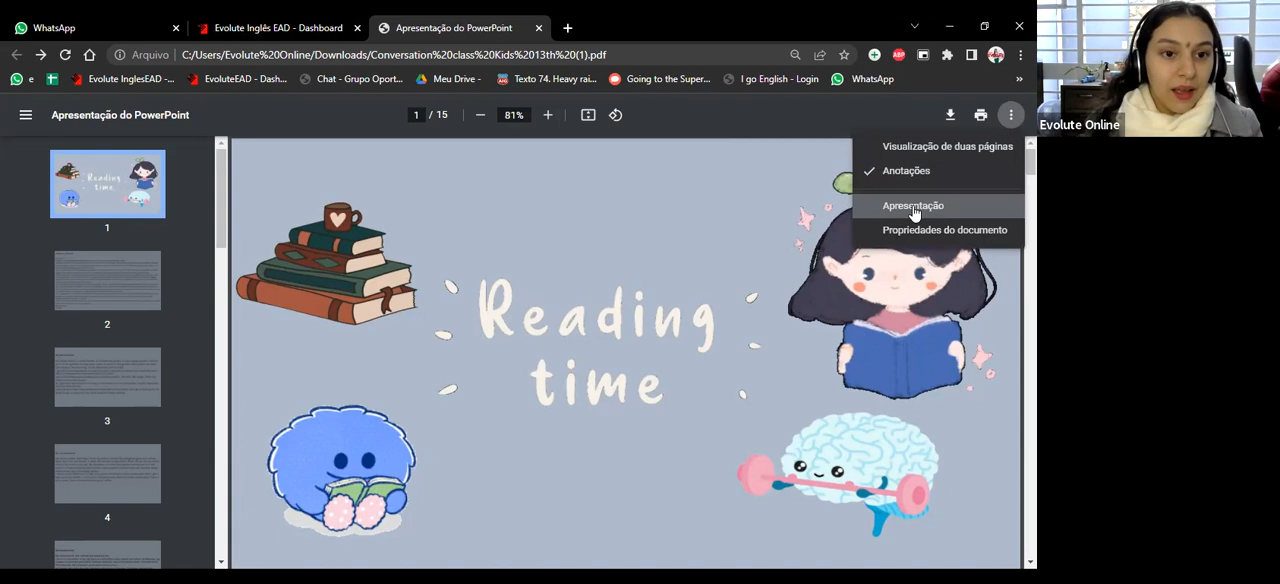 WhatsApp
Evolute Inglês EAD - Dashboard
Apresentação do PowerPoint
Arquivo
C:/Users/Evolute%20Online/Downloads/Conversation%20class%20Kids%2013th%20(1).pdf
e
Evolute InglesEAD -...
EvoluteEAD - Dash...
Chat - Grupo Oport...
Meu Drive -
Texto 74. Heavy rai...
Going to the Super...
I go English - Login
WhatsApp
»
Evolute Online
Apresentação do PowerPoint
1 / 15
81%
Visualização de duas páginas
Anotações
Apresentação
Propriedades do documento
Reading
time
1
2
3
4
Reading
time